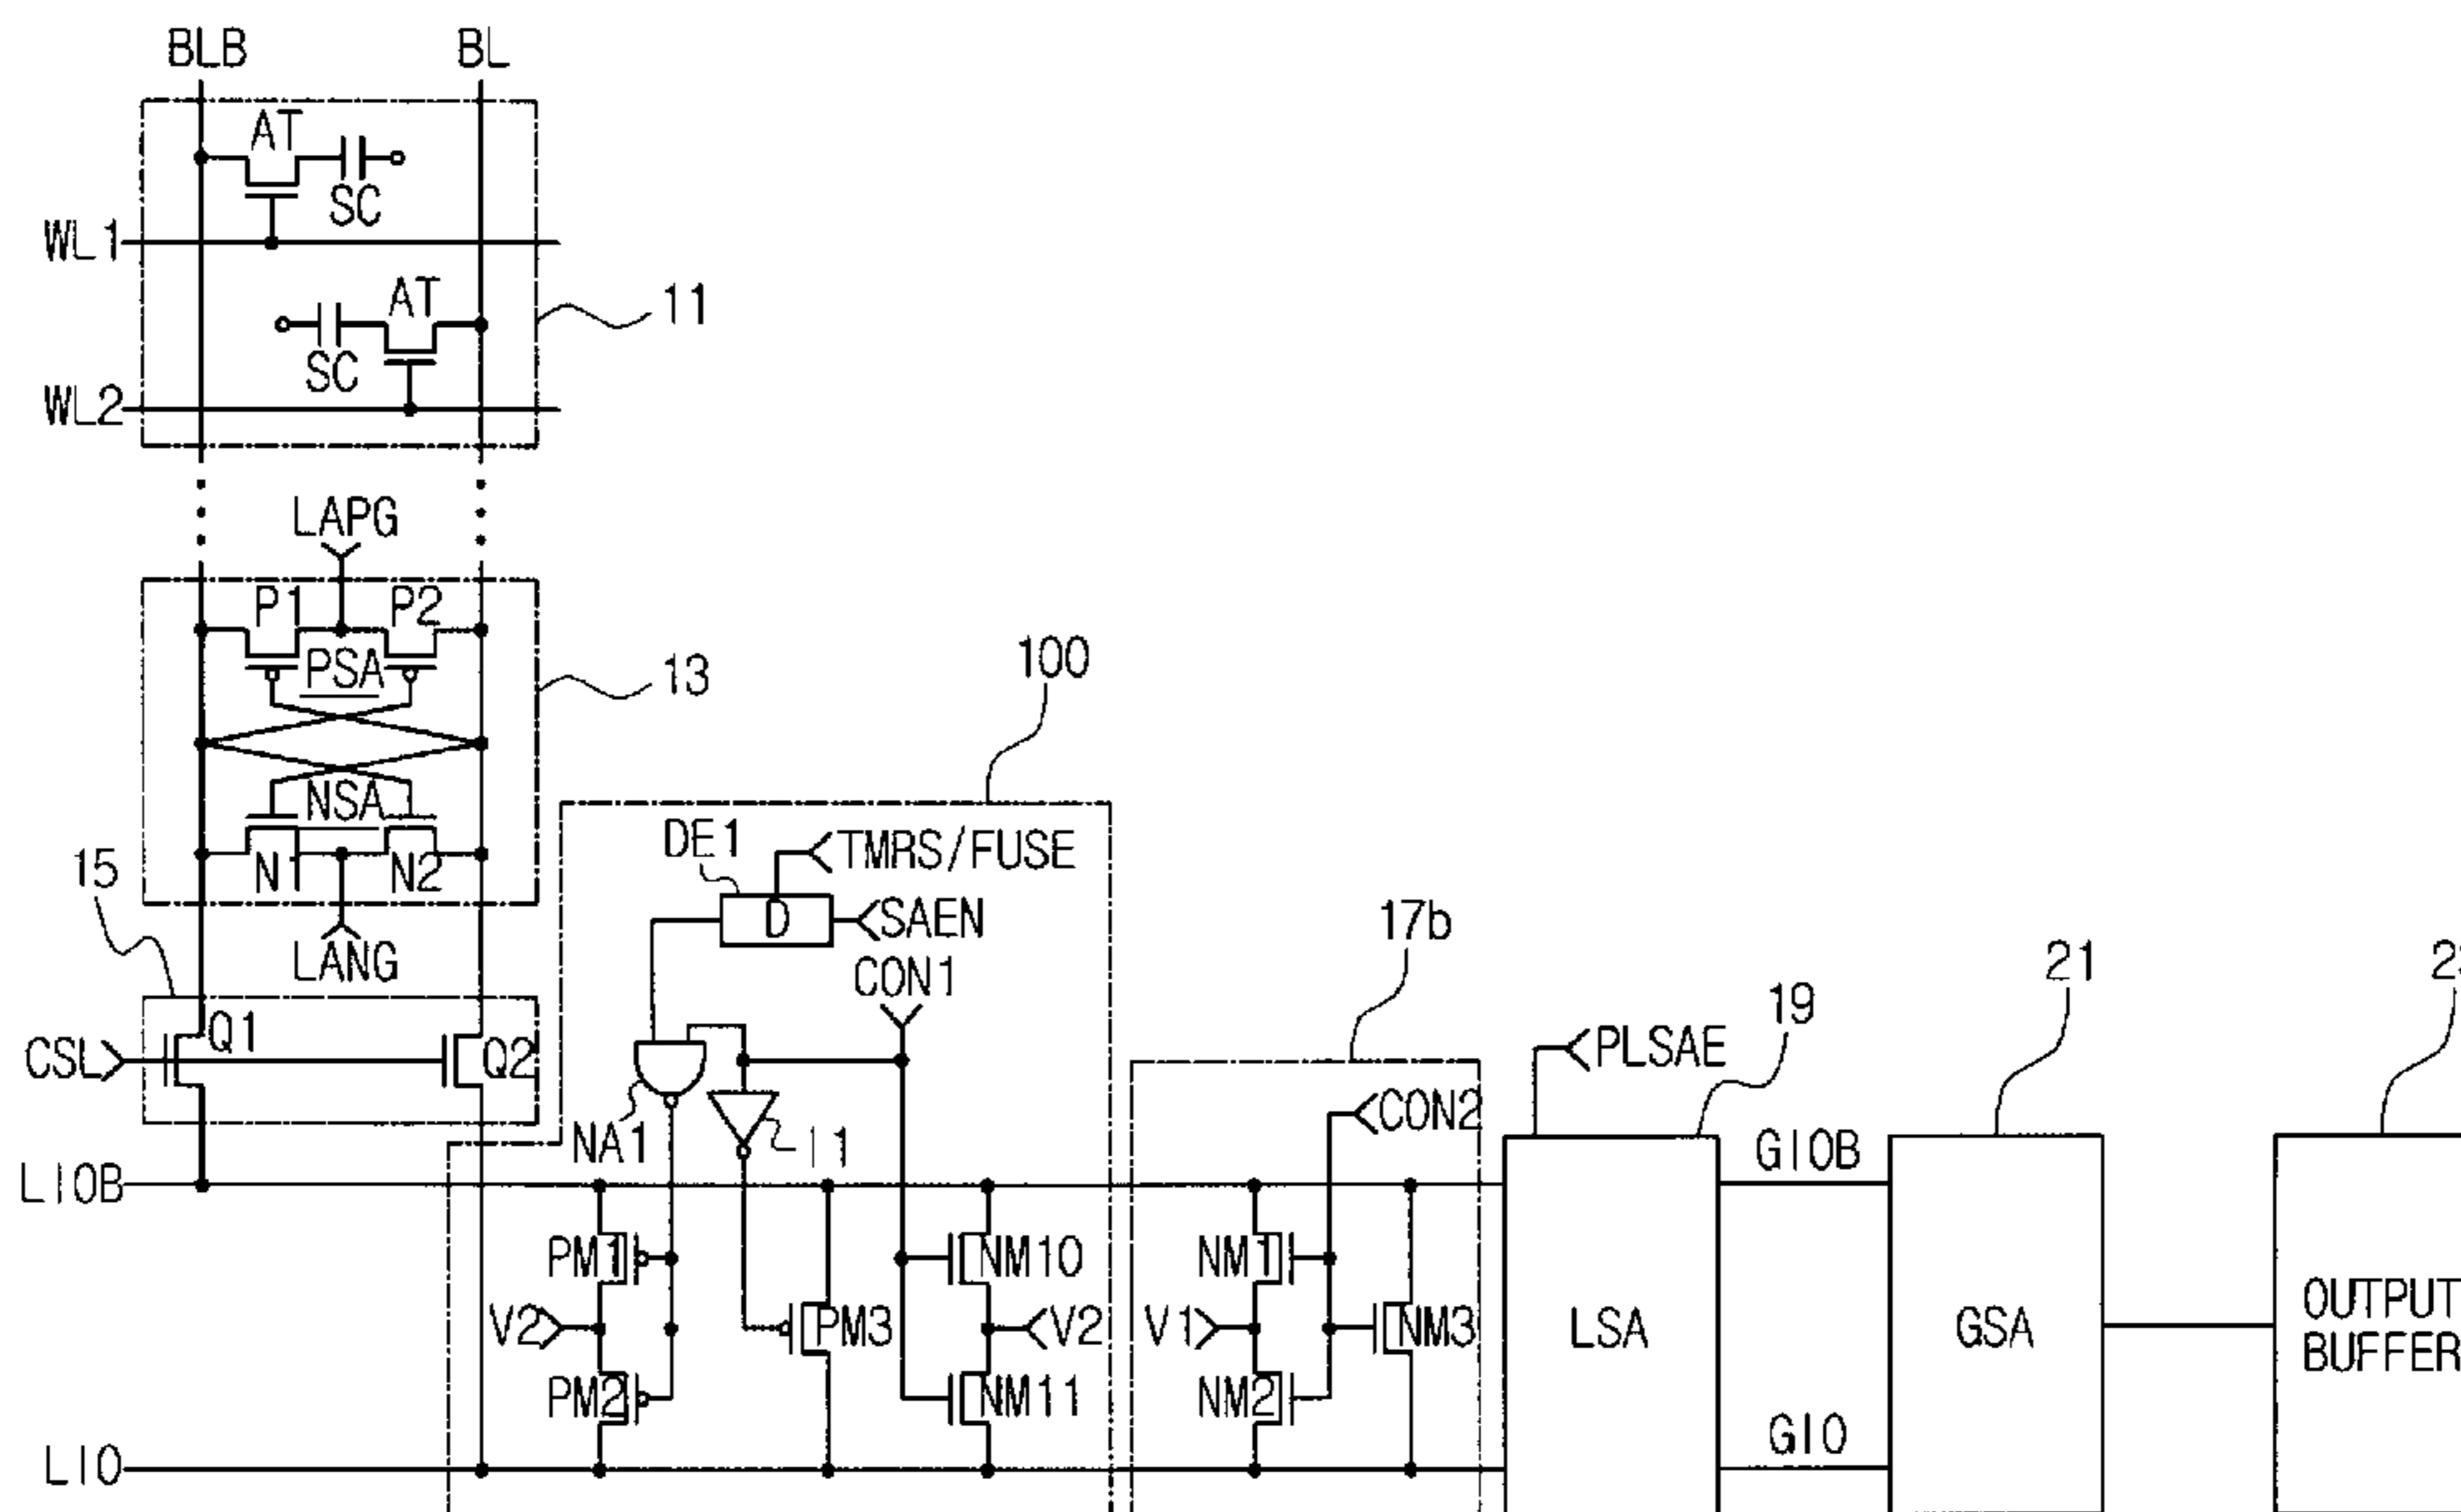 BLB BL
AT
SC
WL1
AT
11
SC
WL2
LAPG
P1 P2
PSA
13
100
NSA
DE1
TMRS/FUSE
15
N1 N2
D
SAEN
17b
LANG
CON1
21
19
Q1
CSL
Q2
PLSAE
CON2
NA1
I1
GIOB
LIOB
PM1
NM10
NM1
V2
PM3
V2
V1
NM3
LSA
GSA
OUTPUT
BUFFER
PM2
NM11
NM2
GIO
LIO